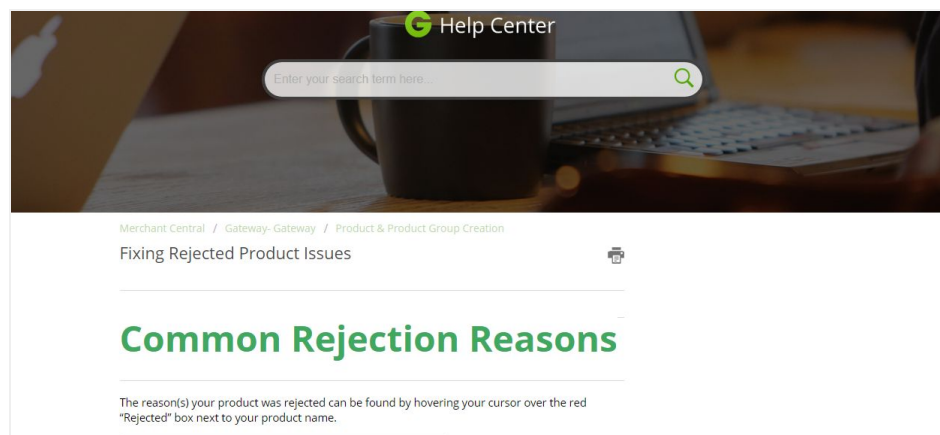 G Help Center
Enter your search term here...
Merchant Central / Gateway- Gateway / Product & Product Group Creation
Fixing Rejected Product Issues
Common Rejection Reasons
The reason(s) your product was rejected can be found by hovering your cursor over the red
“Rejected” box next to your product name.